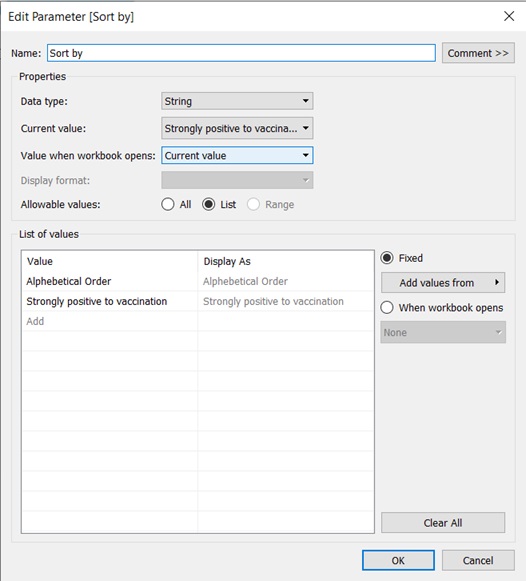 Edit Parameter [Sort by]
Name: Sort by Comment >>
Properties
Data type: String
Current value: Strongly positive to vaccina...
Value when workbook opens: Current value
Display format:
Allowable values: All List Range
List of values
Value Display As
Alphabetical Order Alphabetical Order
Strongly positive to vaccination Strongly positive to vaccination
Add
Fixed
Add values from
When workbook opens
None
Clear All
OK Cancel